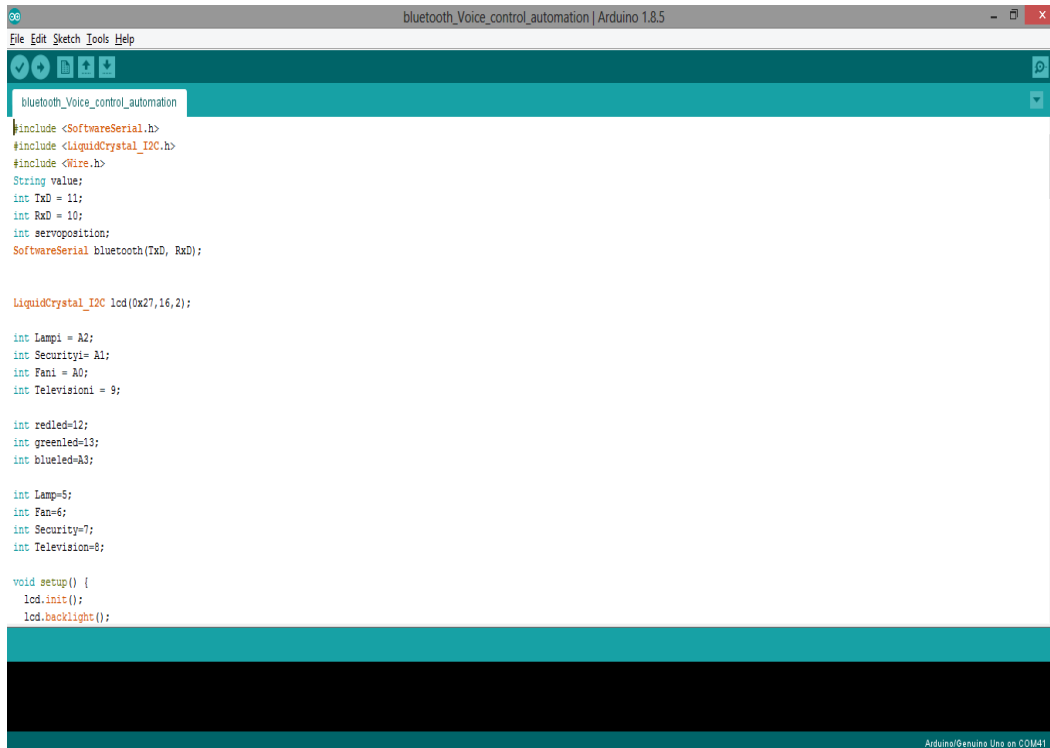 bluetooth_Voice_control_automation | Arduino 1.8.5
File Edit Sketch Tools Help
bluetooth_Voice_control_automation
#include <SoftwareSerial.h>
#include <LiquidCrystal_I2C.h>
#include <Wire.h>
String value;
int TxD = 11;
int RxD = 10;
int servoposition;
SoftwareSerial bluetooth(TxD, RxD);
LiquidCrystal_I2C lcd(0x27,16,2);
int Lampi = A2;
int Securityi= A1;
int Fani = A0;
int Televisioni = 9;
int redled=12;
int greenled=13;
int blueled=A3;
int Lamp=5;
int Fan=6;
int Security=7;
int Television=8;
void setup() {
  lcd.init();
  lcd.backlight();
Arduino/Genuino Uno on COM41